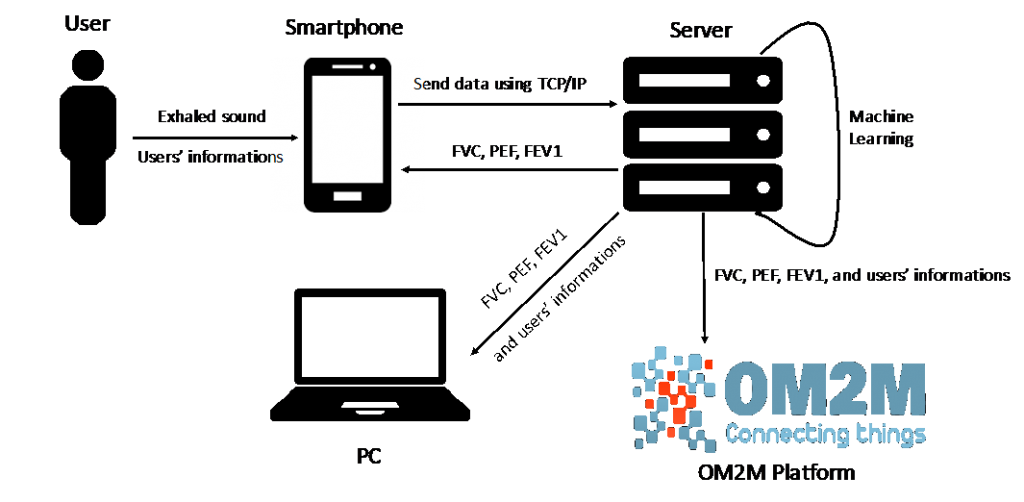 User
Smartphone
Server
Send data using TCP/IP
Exhaled sound
Users' informations
Machine
Learning
FVC, PEF, FEV1
FVC, PEF, FEV1
and users' informations
FVC, PEF, FEV1, and users' informations
OM2M
Connecting things
PC
OM2M Platform